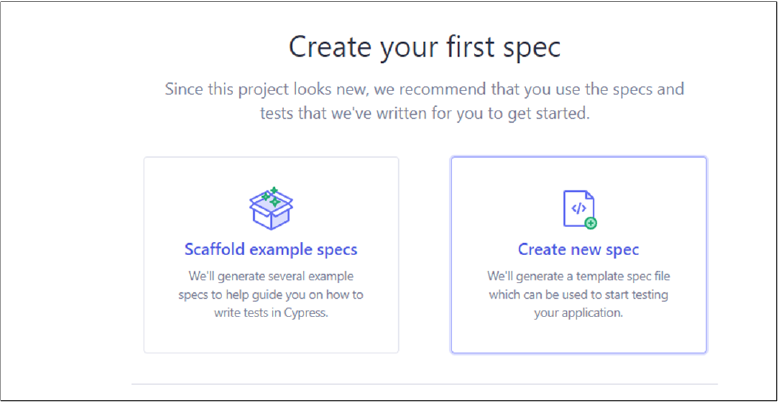 Create your first spec
Since this project looks new, we recommend that you use the specs and
tests that we've written for you to get started.
Scaffold example specs
We'll generate several example
specs to help guide you on how to
write tests in Cypress.
Create new spec
We'll generate a template spec file
which can be used to start testing
your application.